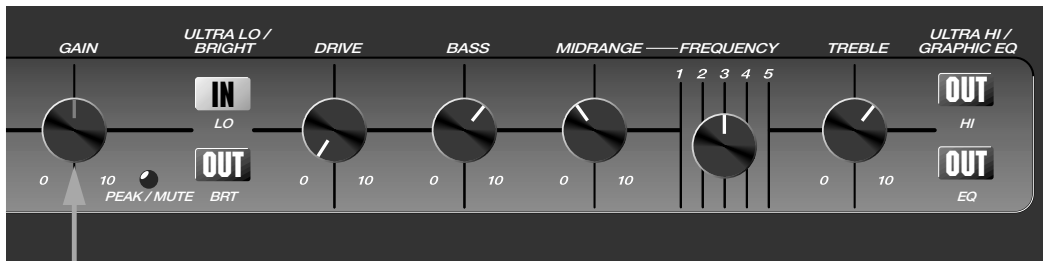 GAIN
ULTRA LO /
BRIGHT
DRIVE
BASS
MIDRANGE
FREQUENCY
TREBLE
ULTRA HI /
GRAPHIC EQ
1 2 3 4 5
IN
LO
OUT
HI
OUT
BRT
OUT
EQ
0 10
PEAK / MUTE
0 10
0 10
0 10
0 10